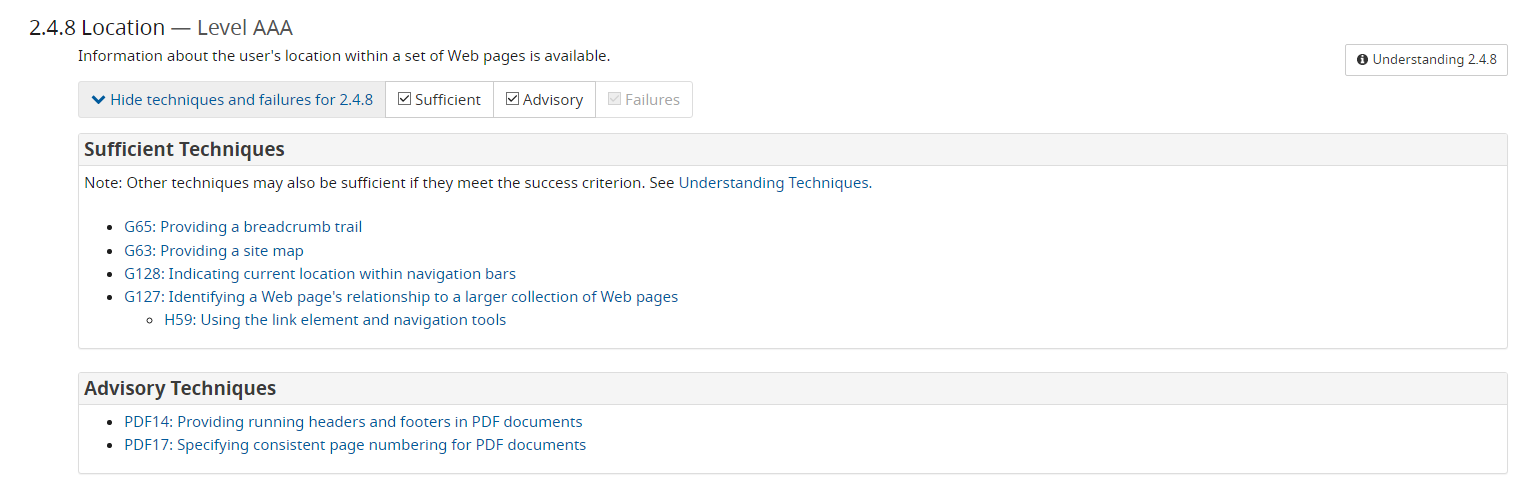 2.4.8 Location — Level AAA
Information about the user's location within a set of Web pages is available.
Understanding 2.4.8
Hide techniques and failures for 2.4.8
Sufficient
Advisory
Failures
Sufficient Techniques
Note: Other techniques may also be sufficient if they meet the success criterion. See Understanding Techniques.
G65: Providing a breadcrumb trail
G63: Providing a site map
G128: Indicating current location within navigation bars
G127: Identifying a Web page's relationship to a larger collection of Web pages
H59: Using the link element and navigation tools
Advisory Techniques
PDF14: Providing running headers and footers in PDF documents
PDF17: Specifying consistent page numbering for PDF documents